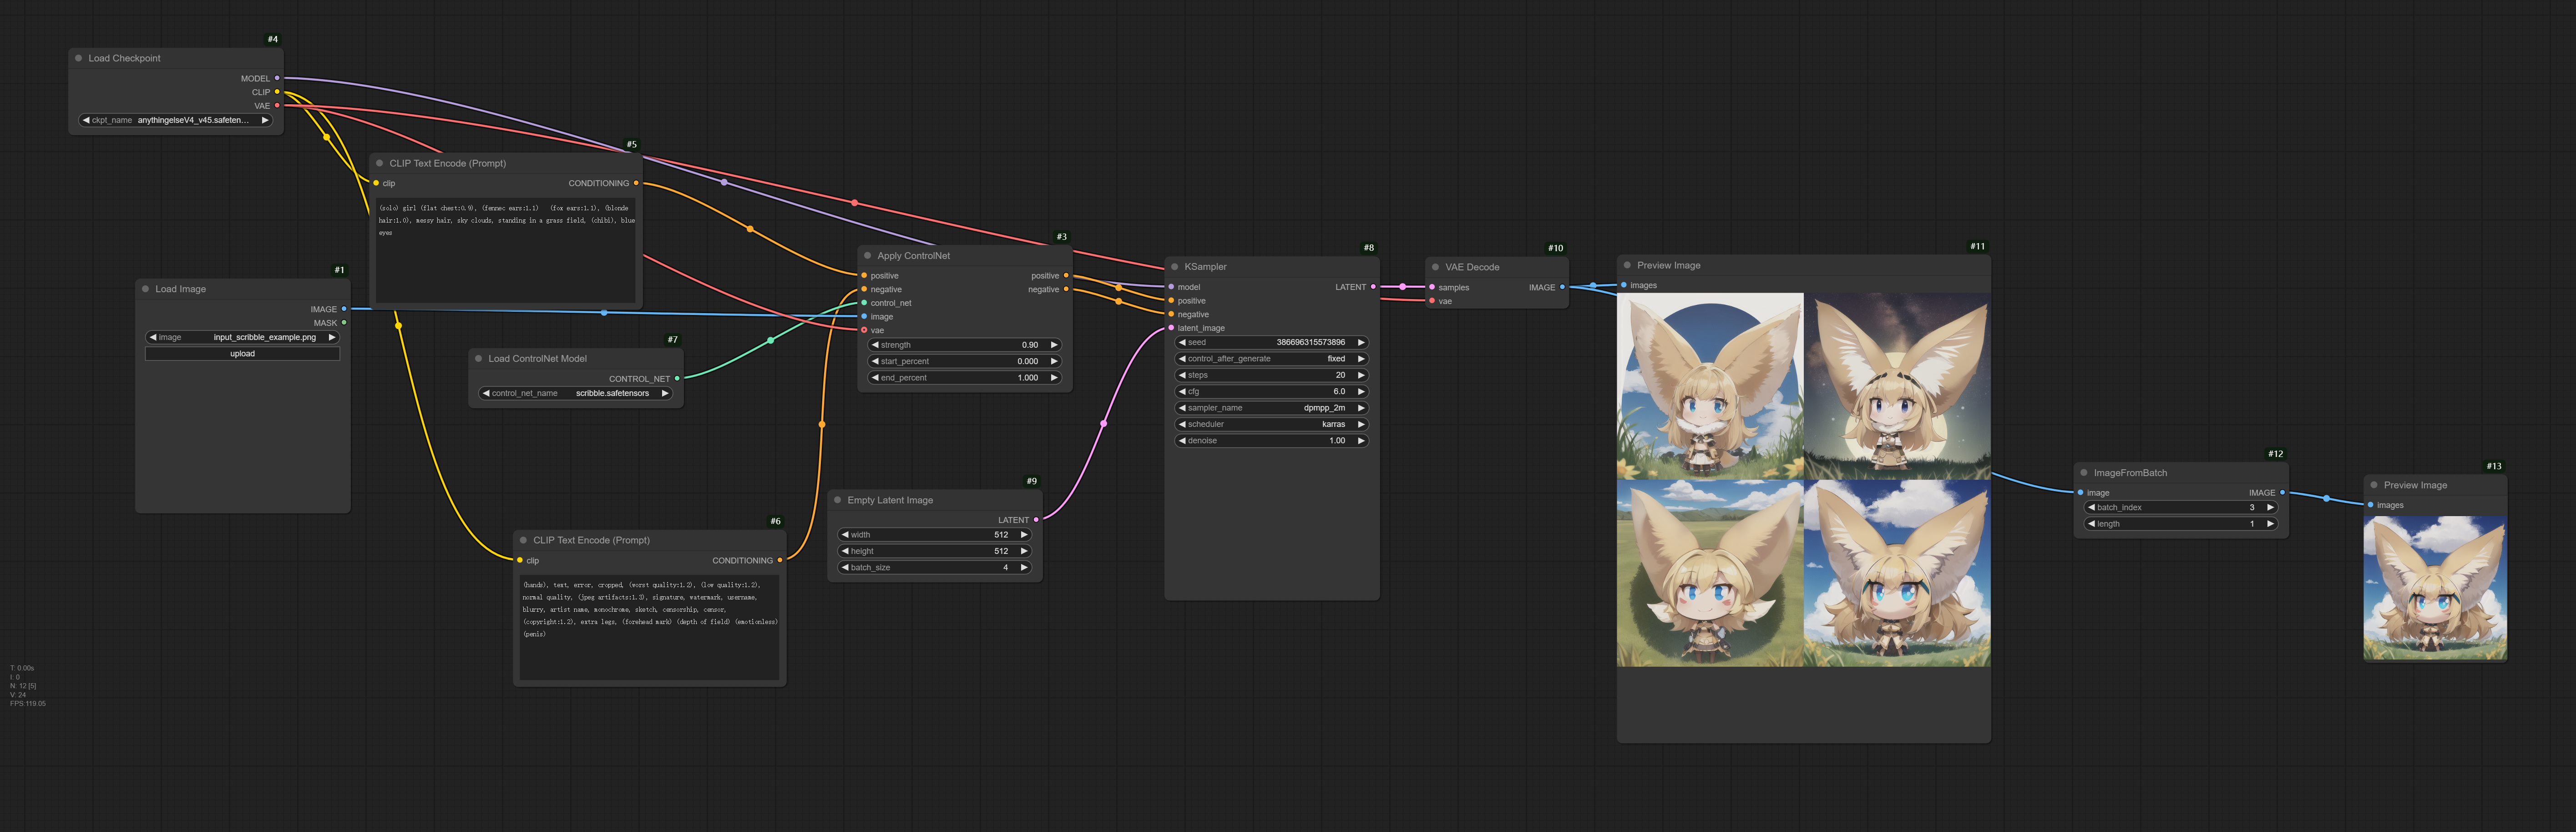 #4
Load Checkpoint
MODEL
CLIP
VAE
ckpt_name anythingelseV4_v45.safeten...
#5
CLIP Text Encode (Prompt)
clip CONDITIONING
(solo) girl (flat chest:0.9), (fennec ears:1.1)  (fox ears:1.1), (blonde
hair:1.0), messy hair, sky clouds, standing in a grass field, (chibi), blue
eyes
#1
Load Image
IMAGE
MASK
image input_scribble_example.png
upload
#7
Load ControlNet Model
CONTROL_NET
control_net_name scribble.safetensors
#6
CLIP Text Encode (Prompt)
clip CONDITIONING
(hands), text, error, cropped, (worst quality:1.2), (low quality:1.2),
normal quality, (jpeg artifacts:1.3), signature, watermark, username,
blurry, artist name, monochrome, sketch, censorship, censor,
(copyright:1.2), extra legs, (forehead mark) (depth of field) (emotionless)
(penis)
#3
Apply ControlNet
positive positive
negative negative
control_net
image
vae
strength 0.90
start_percent 0.000
end_percent 1.000
#9
Empty Latent Image
LATENT
width 512
height 512
batch_size 4
#8
KSampler
model LATENT
positive
negative
latent_image
seed 386696315573896
control_after_generate fixed
steps 20
cfg 6.0
sampler_name dpmpp_2m
scheduler karras
denoise 1.00
#10
VAE Decode
samples IMAGE
vae
#11
Preview Image
images
#12
ImageFromBatch
image IMAGE
batch_index 3
length 1
#13
Preview Image
images
T: 0.00s
I: 0
N: 12 [5]
V: 24
FPS:119.05